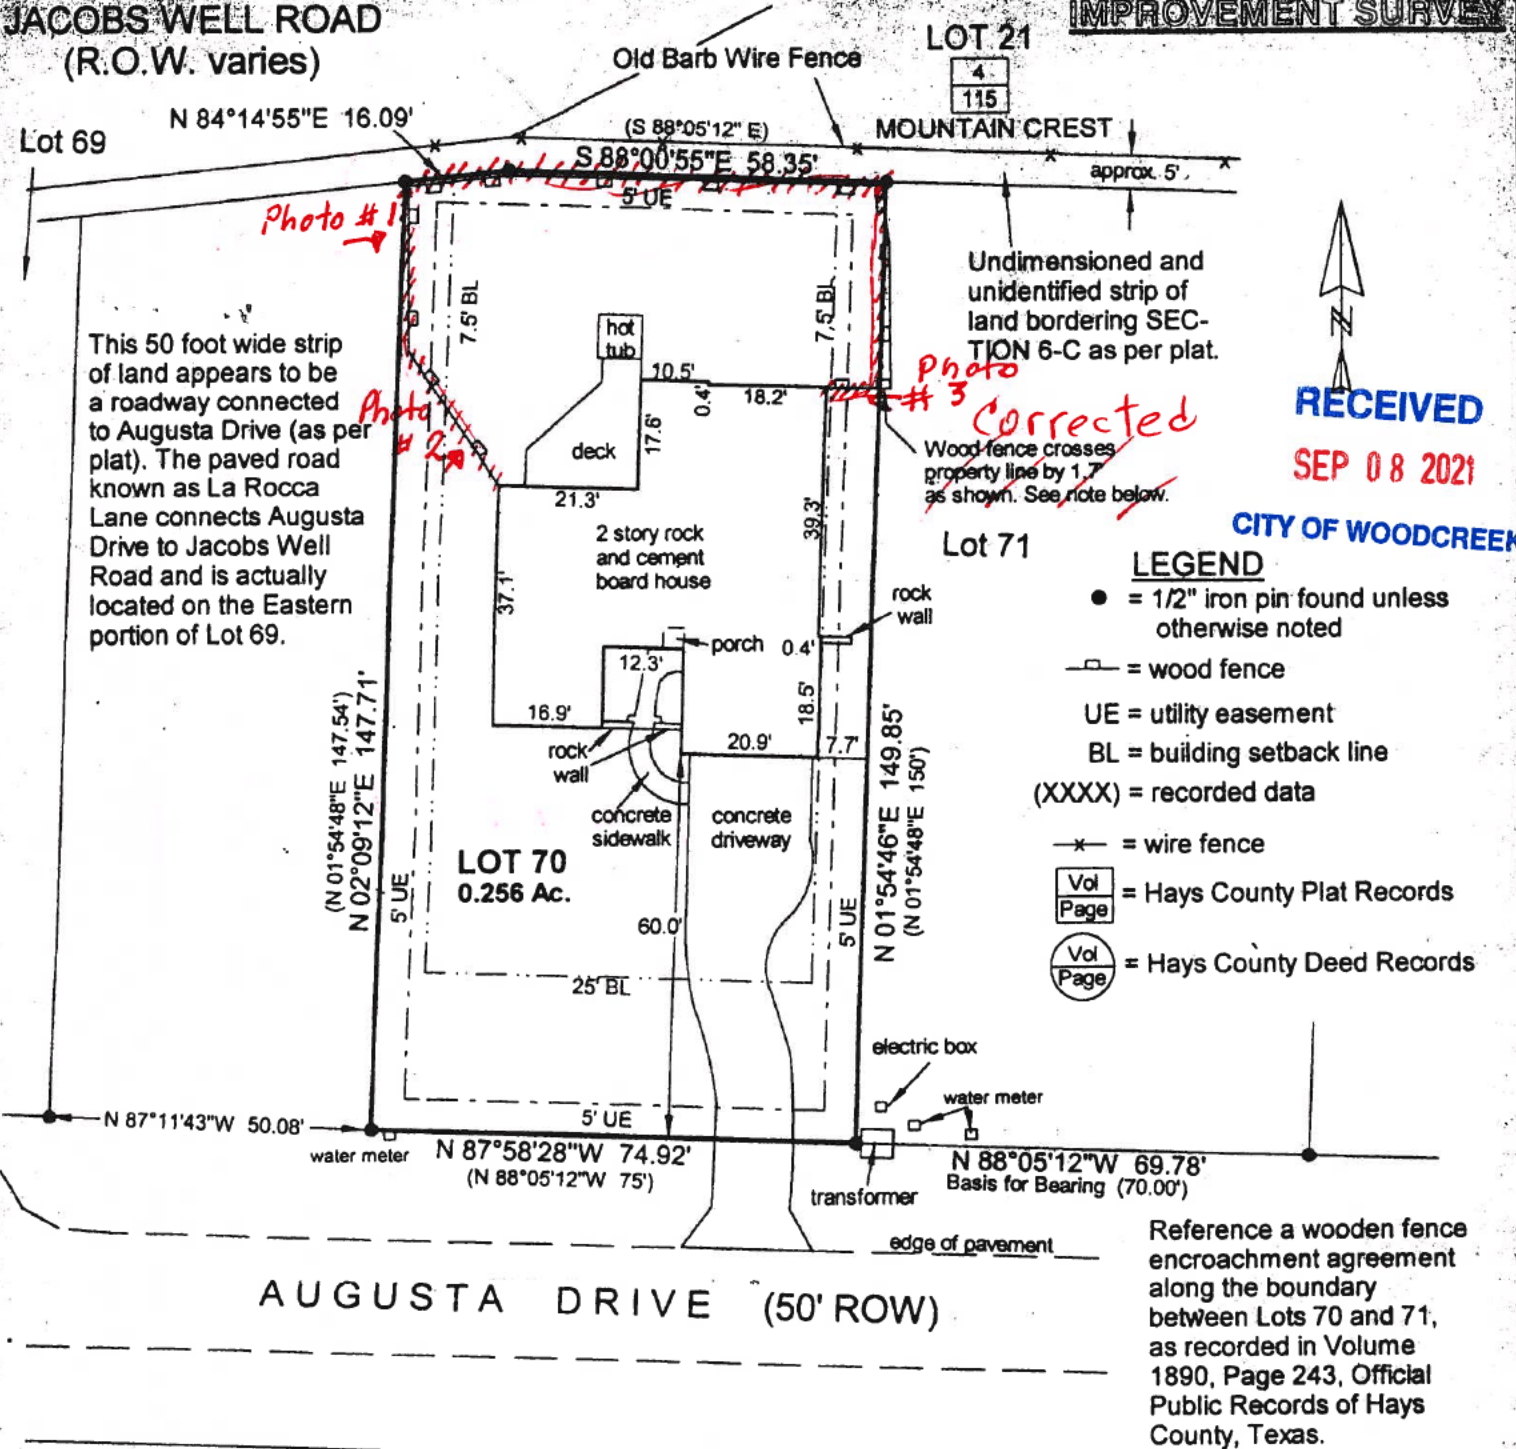 JACOBS WELL ROAD
(R.O.W. varies)
IMPROVEMENT SURVEY
Old Barb Wire Fence
LOT 21
4
115
N 84°14'55"E 16.09'
Lot 69
(S 88°05'12" E)
MOUNTAIN CREST
S 88°00'55"E 58.35'
approx. 5'
5' UE
Photo #1
7.5' BL
7.5' BL
Undimensioned and
unidentified strip of
land bordering SEC-
TION 6-C as per plat.
N
This 50 foot wide strip
of land appears to be
a roadway connected
to Augusta Drive (as per
plat). The paved road
known as La Rocca
Lane connects Augusta
Drive to Jacobs Well
Road and is actually
located on the Eastern
portion of Lot 69.
hot
tub
10.5'
0.4'
18.2'
Photo
#3
Photo
#2
deck
17.6'
21.3'
Corrected
Wood fence crosses
property line by 1.7'
as shown. See note below.
RECEIVED
SEP 08 2021
CITY OF WOODCREEK
2 story rock
and cement
board house
39.3'
37.1'
Lot 71
LEGEND
= 1/2" iron pin found unless
otherwise noted
= wood fence
UE = utility easement
BL = building setback line
(XXXX) = recorded data
= wire fence
Vol
Page
= Hays County Plat Records
Vol
Page
= Hays County Deed Records
rock
wall
porch
0.4'
12.3'
18.5'
16.9'
20.9'
7.7'
rock
wall
concrete
sidewalk
concrete
driveway
(N 01°54'48"E 147.54')
N 02°09'12"E 147.71'
N 01°54'46"E 149.85'
(N 01°54'48"E 150')
LOT 70
0.256 Ac.
5' UE
60.0'
5' UE
25' BL
electric box
water meter
5' UE
N 87°11'43"W 50.08'
water meter
N 87°58'28"W 74.92'
(N 88°05'12"W 75')
transformer
N 88°05'12"W 69.78'
Basis for Bearing (70.00')
edge of pavement
AUGUSTA DRIVE (50' ROW)
Reference a wooden fence
encroachment agreement
along the boundary
between Lots 70 and 71,
as recorded in Volume
1890, Page 243, Official
Public Records of Hays
County, Texas.